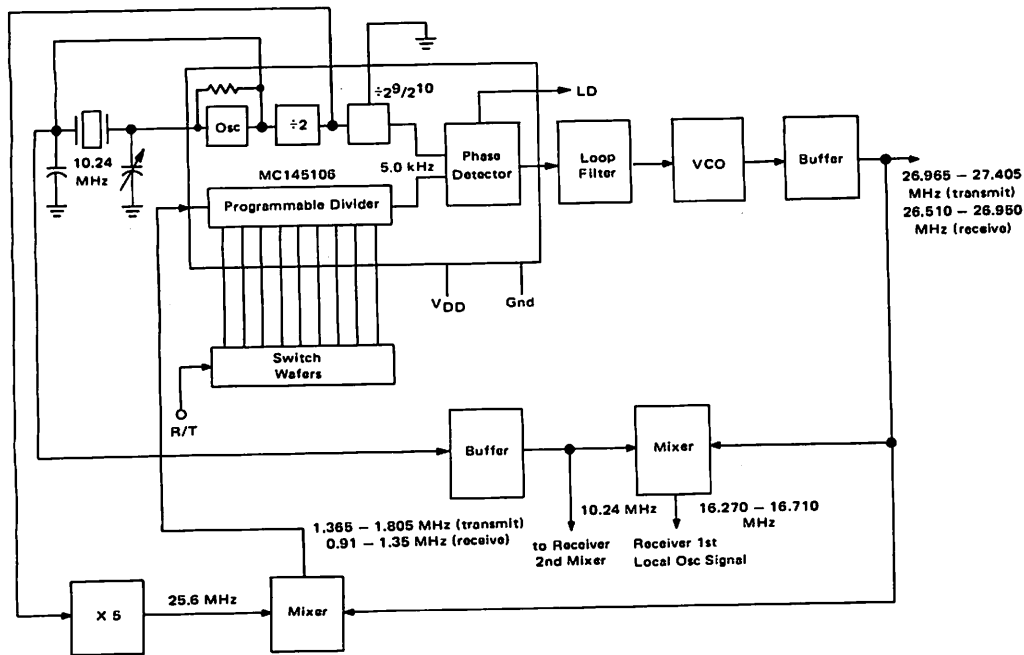 ÷2⁹/2¹⁰
LD
Osc
÷2
10.24
MHz
MC145106
5.0 kHz
Phase
Detector
Loop
Filter
VCO
Buffer
Programmable Divider
26.965 – 27.405
MHz (transmit)
26.510 – 26.950
MHz (receive)
VDD
Gnd
Switch
Wafers
R/T
Buffer
Mixer
10.24 MHz
16.270 – 16.710
MHz
1.365 – 1.805 MHz (transmit)
0.91 – 1.35 MHz (receive)
to Receiver
2nd Mixer
Receiver 1st
Local Osc Signal
X 5
25.6 MHz
Mixer